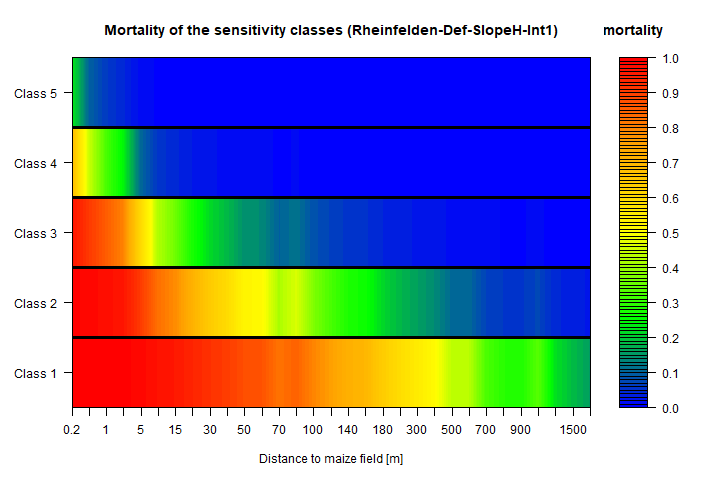 Mortality of the sensitivity classes (Rheinfelden-Def-SlopeH-Int1)
mortality
Class 5
Class 4
Class 3
Class 2
Class 1
1.0
0.9
0.8
0.7
0.6
0.5
0.4
0.3
0.2
0.1
0.0
0.2 1 5 15 30 50 70 100 140 180 300 500 700 900 1500
Distance to maize field [m]